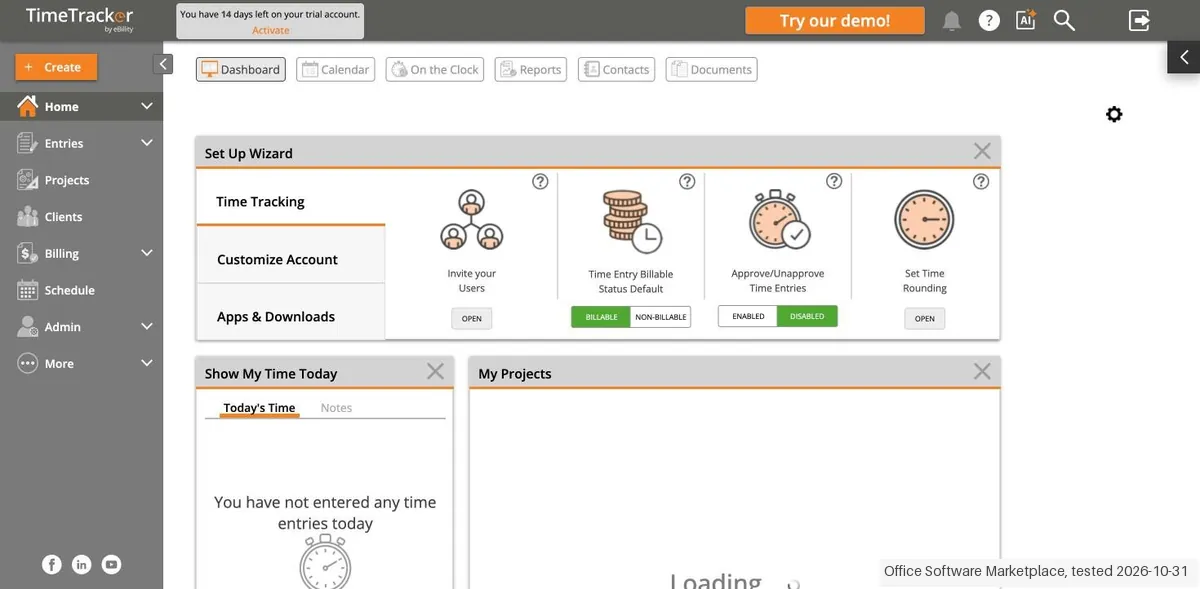 TimeTracker
by eBility
You have 14 days left on your trial account.
Activate
Try our demo!
?
AI
+ Create
Home
Entries
Projects
Clients
Billing
Schedule
Admin
More
Dashboard
Calendar
On the Clock
Reports
Contacts
Documents
Set Up Wizard
Time Tracking
Customize Account
Apps & Downloads
?
Invite your
Users
OPEN
?
Time Entry Billable
Status Default
BILLABLE
NON-BILLABLE
?
Approve/Unapprove
Time Entries
ENABLED
DISABLED
?
Set Time
Rounding
OPEN
Show My Time Today
Today's Time
Notes
You have not entered any time
entries today
My Projects
Loading
Office Software Marketplace, tested 2026-10-31